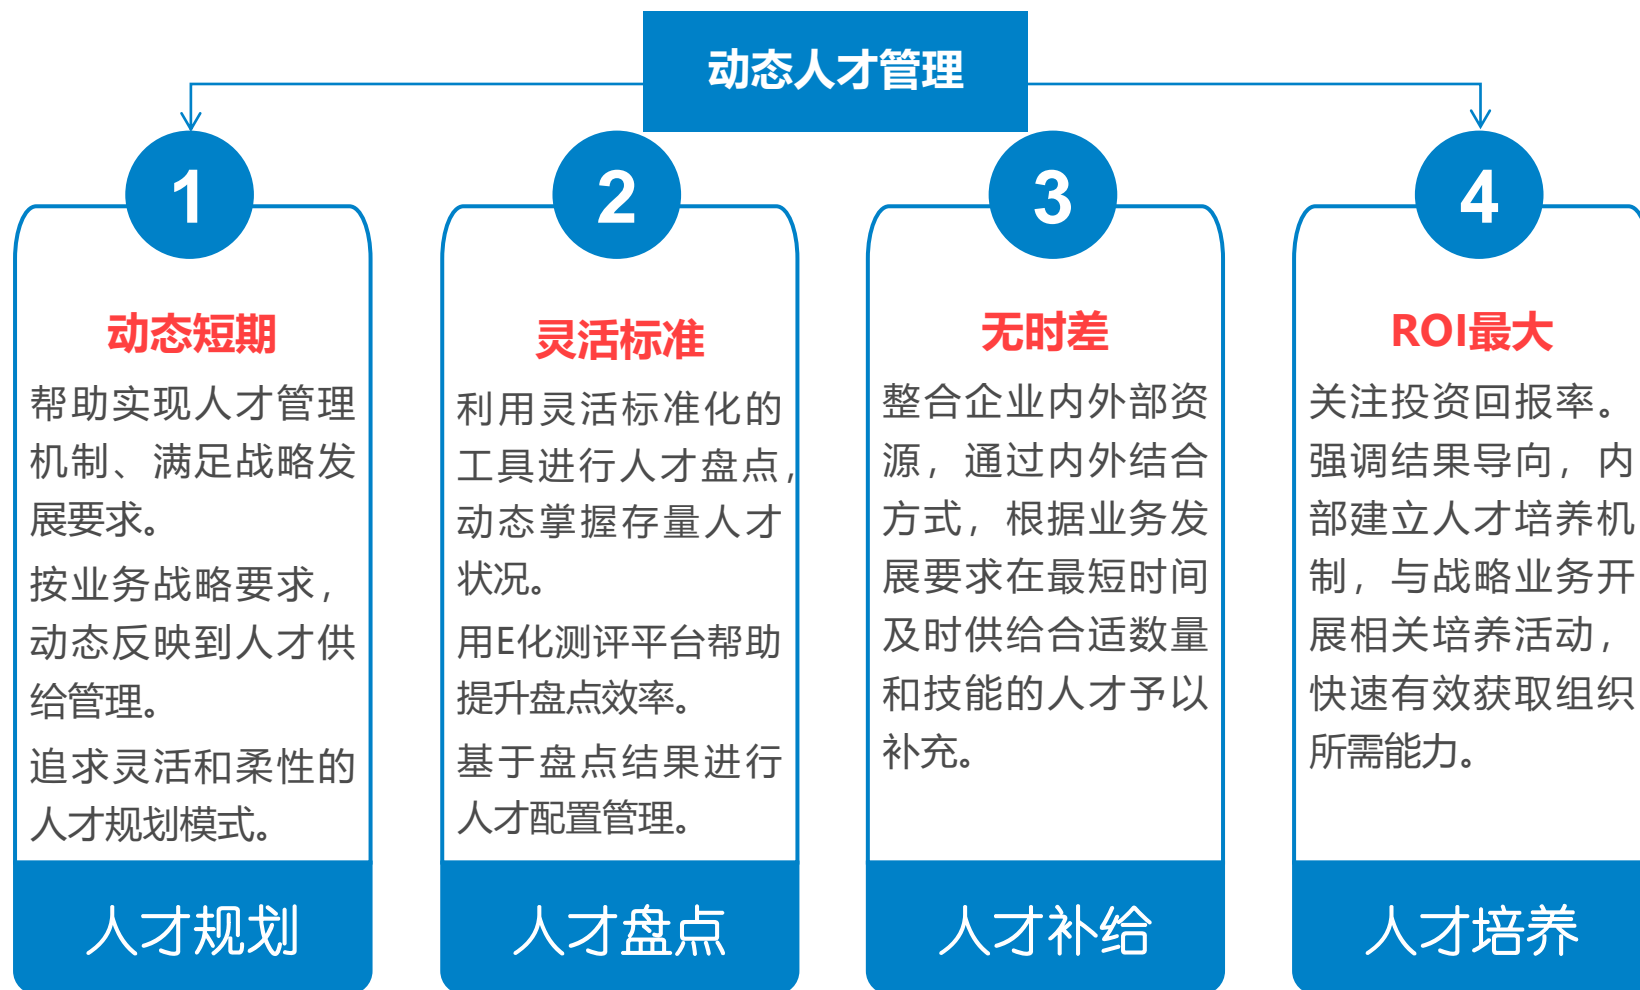 动态人才管理
1
动态短期
帮助实现人才管理
机制、满足战略发
展要求。
按业务战略要求，
动态反映到人才供
给管理。
追求灵活和柔性的
人才规划模式。
人才规划
2
灵活标准
利用灵活标准化的
工具进行人才盘点，
动态掌握存量人才
状况。
用E化测评平台帮助
提升盘点效率。
基于盘点结果进行
人才配置管理。
人才盘点
3
无时差
整合企业内外部资
源，通过内外结合
方式，根据业务发
展要求在最短时间
及时供给合适数量
和技能的人才予以
补充。
人才补给
4
ROI最大
关注投资回报率。
强调结果导向，内
部建立人才培养机
制，与战略业务开
展相关培养活动，
快速有效获取组织
所需能力。
人才培养